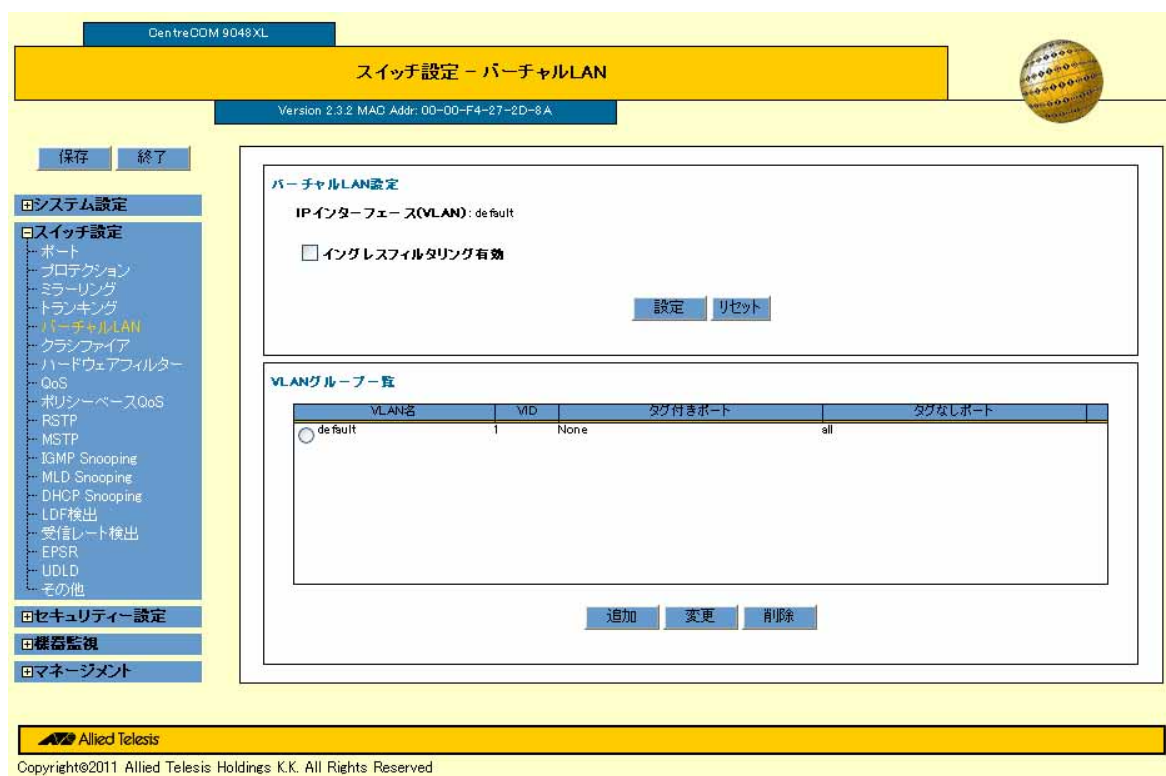 CentreCOM 9048XL
スイッチ設定 - バーチャルLAN
Version 2.3.2 MAC Addr: 00-00-F4-27-2D-8A
保存 終了
システム設定
スイッチ設定
ポート
プロテクション
ミラーリング
トランキング
バーチャルLAN
クラシファイア
ハードウェアフィルター
QoS
ポリシーベースQoS
RSTP
MSTP
IGMP Snooping
MLD Snooping
DHCP Snooping
LDF検出
受信レート検出
EPSR
UDLD
その他
セキュリティー設定
機器監視
マネージメント
バーチャルLAN設定
IPインターフェース(VLAN): default
イングレスフィルタリング有効
設定 リセット
VLANグループ一覧
VLAN名 VID タグ付きポート タグなしポート
default 1 None all
追加 変更 削除
Allied Telesis
Copyright©2011 Allied Telesis Holdings K.K. All Rights Reserved